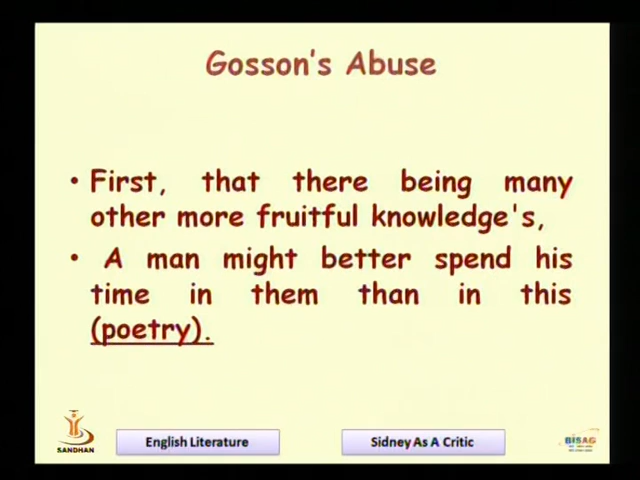 Gosson's Abuse
• First, that there being many
other more fruitful knowledge's,
• A man might better spend his
time in them than in this
(poetry).
SANDHAN
English Literature
Sidney As A Critic
BISAG